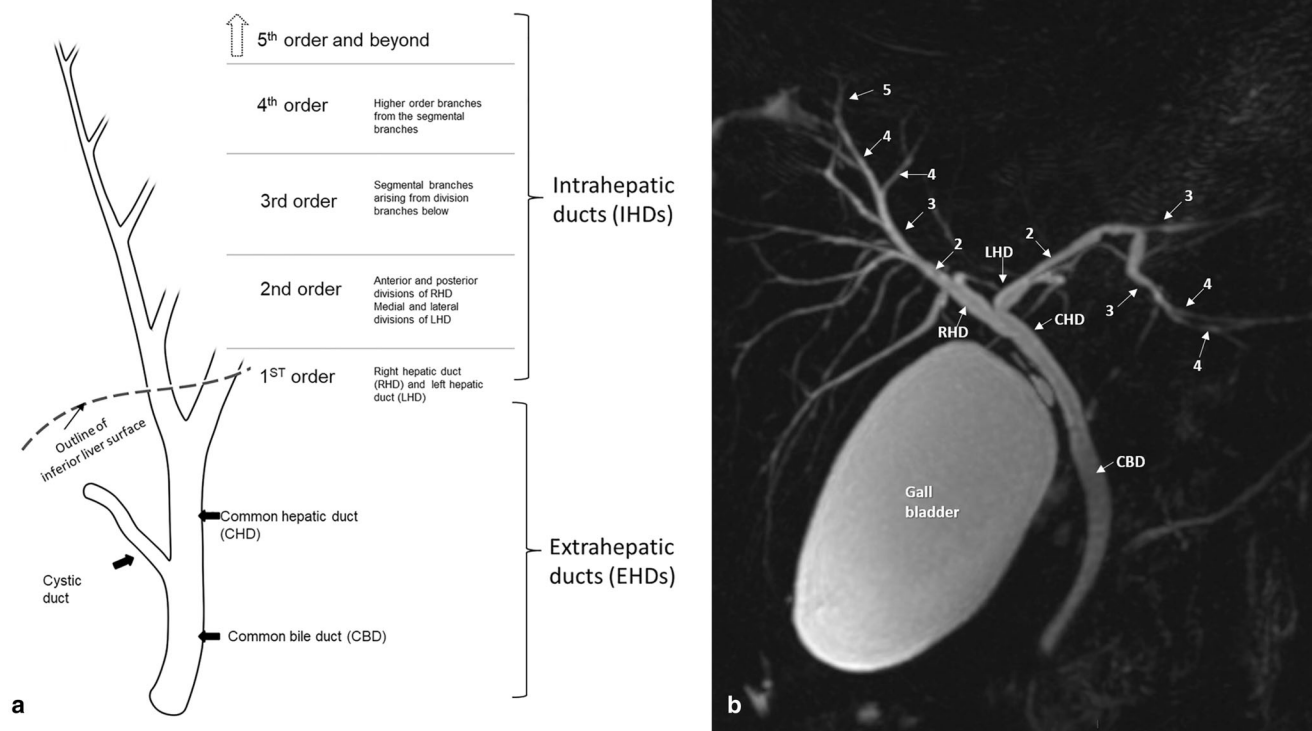 5th order and beyond
4th order
Higher order branches
from the segmental
branches
3rd order
Segmental branches
arising from division
branches below
2nd order
Anterior and posterior
divisions of RHD
Medial and lateral
divisions of LHD
1ST order
Right hepatic duct
(RHD) and left hepatic
duct (LHD)
Intrahepatic
ducts (IHDs)
Outline of
inferior liver surface
Common hepatic duct
(CHD)
Cystic
duct
Common bile duct (CBD)
Extrahepatic
ducts (EHDs)
a
5
4
4
3
2
LHD
2
3
4
3
4
RHD
CHD
CBD
Gall
bladder
b